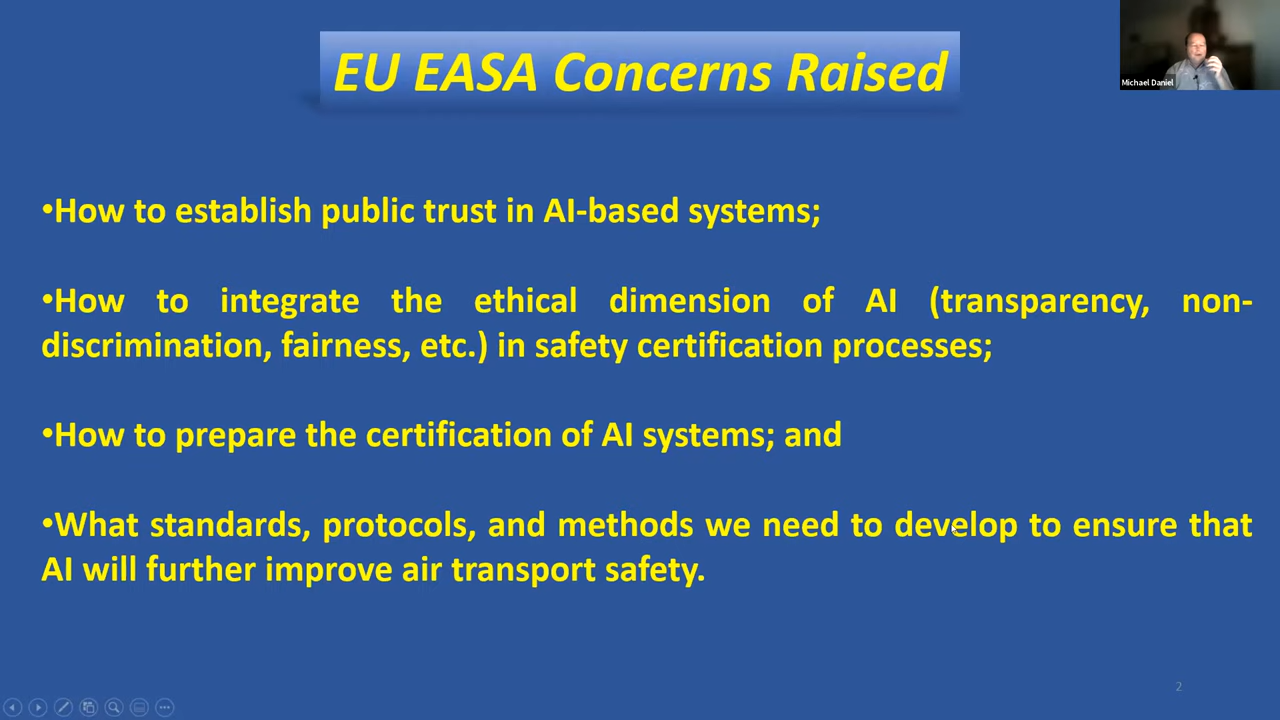 EU EASA Concerns Raised
Michael Daniel
•How to establish public trust in AI-based systems;
•How to integrate the ethical dimension of AI (transparency, non-
discrimination, fairness, etc.) in safety certification processes;
•How to prepare the certification of AI systems; and
•What standards, protocols, and methods we need to develop to ensure that
AI will further improve air transport safety.
2